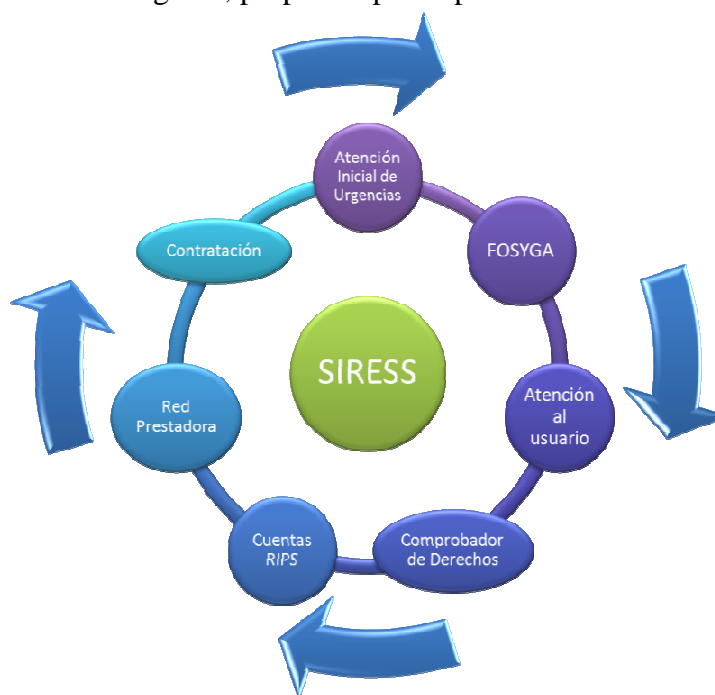 Atención
Inicial de
Urgencias
FOSYGA
Atención
al
usuario
Comprobador
de Derechos
Cuentas
RIPS
Red
Prestadora
Contratación
SIRESS